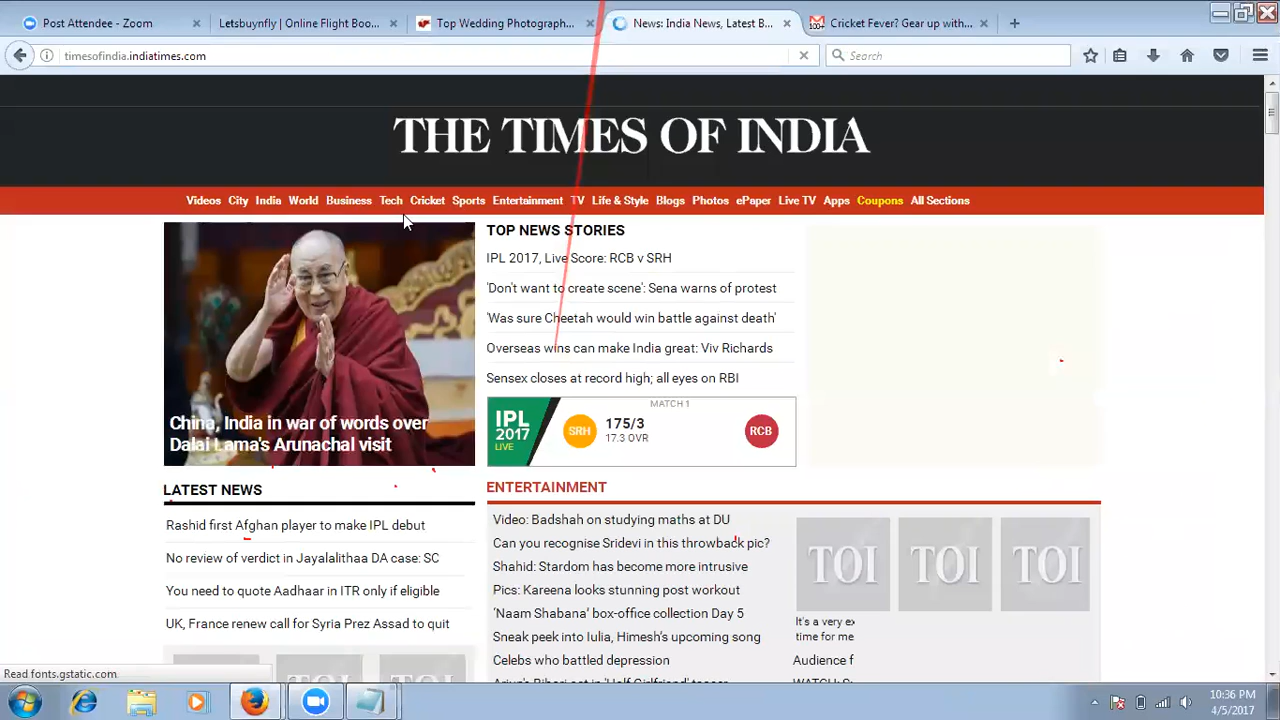 Post Attendee - Zoom
Letsbuynfly | Online Flight Boo...
Top Wedding Photograph...
News: India News, Latest B...
100+
Cricket Fever? Gear up with...
timesofindia.indiatimes.com
Search
THE TIMES OF INDIA
Videos City India World Business Tech Cricket Sports Entertainment TV Life & Style Blogs Photos ePaper Live TV Apps Coupons All Sections
China, India in war of words over
Dalai Lama's Arunachal visit
TOP NEWS STORIES
IPL 2017, Live Score: RCB v SRH
'Don't want to create scene': Sena warns of protest
'Was sure Cheetah would win battle against death'
Overseas wins can make India great: Viv Richards
Sensex closes at record high; all eyes on RBI
MATCH 1
IPL
2017
LIVE
SRH
175/3
17.3 OVR
RCB
LATEST NEWS
Rashid first Afghan player to make IPL debut
No review of verdict in Jayalalithaa DA case: SC
You need to quote Aadhaar in ITR only if eligible
UK, France renew call for Syria Prez Assad to quit
ENTERTAINMENT
Video: Badshah on studying maths at DU
Can you recognise Sridevi in this throwback pic?
Shahid: Stardom has become more intrusive
Pics: Kareena looks stunning post workout
'Naam Shabana' box-office collection Day 5
Sneak peek into Iulia, Himesh's upcoming song
Celebs who battled depression
TOI
TOI
TOI
It's a very ex
time for me
Audience f
Read fonts.gstatic.com
10:36 PM
4/5/2017